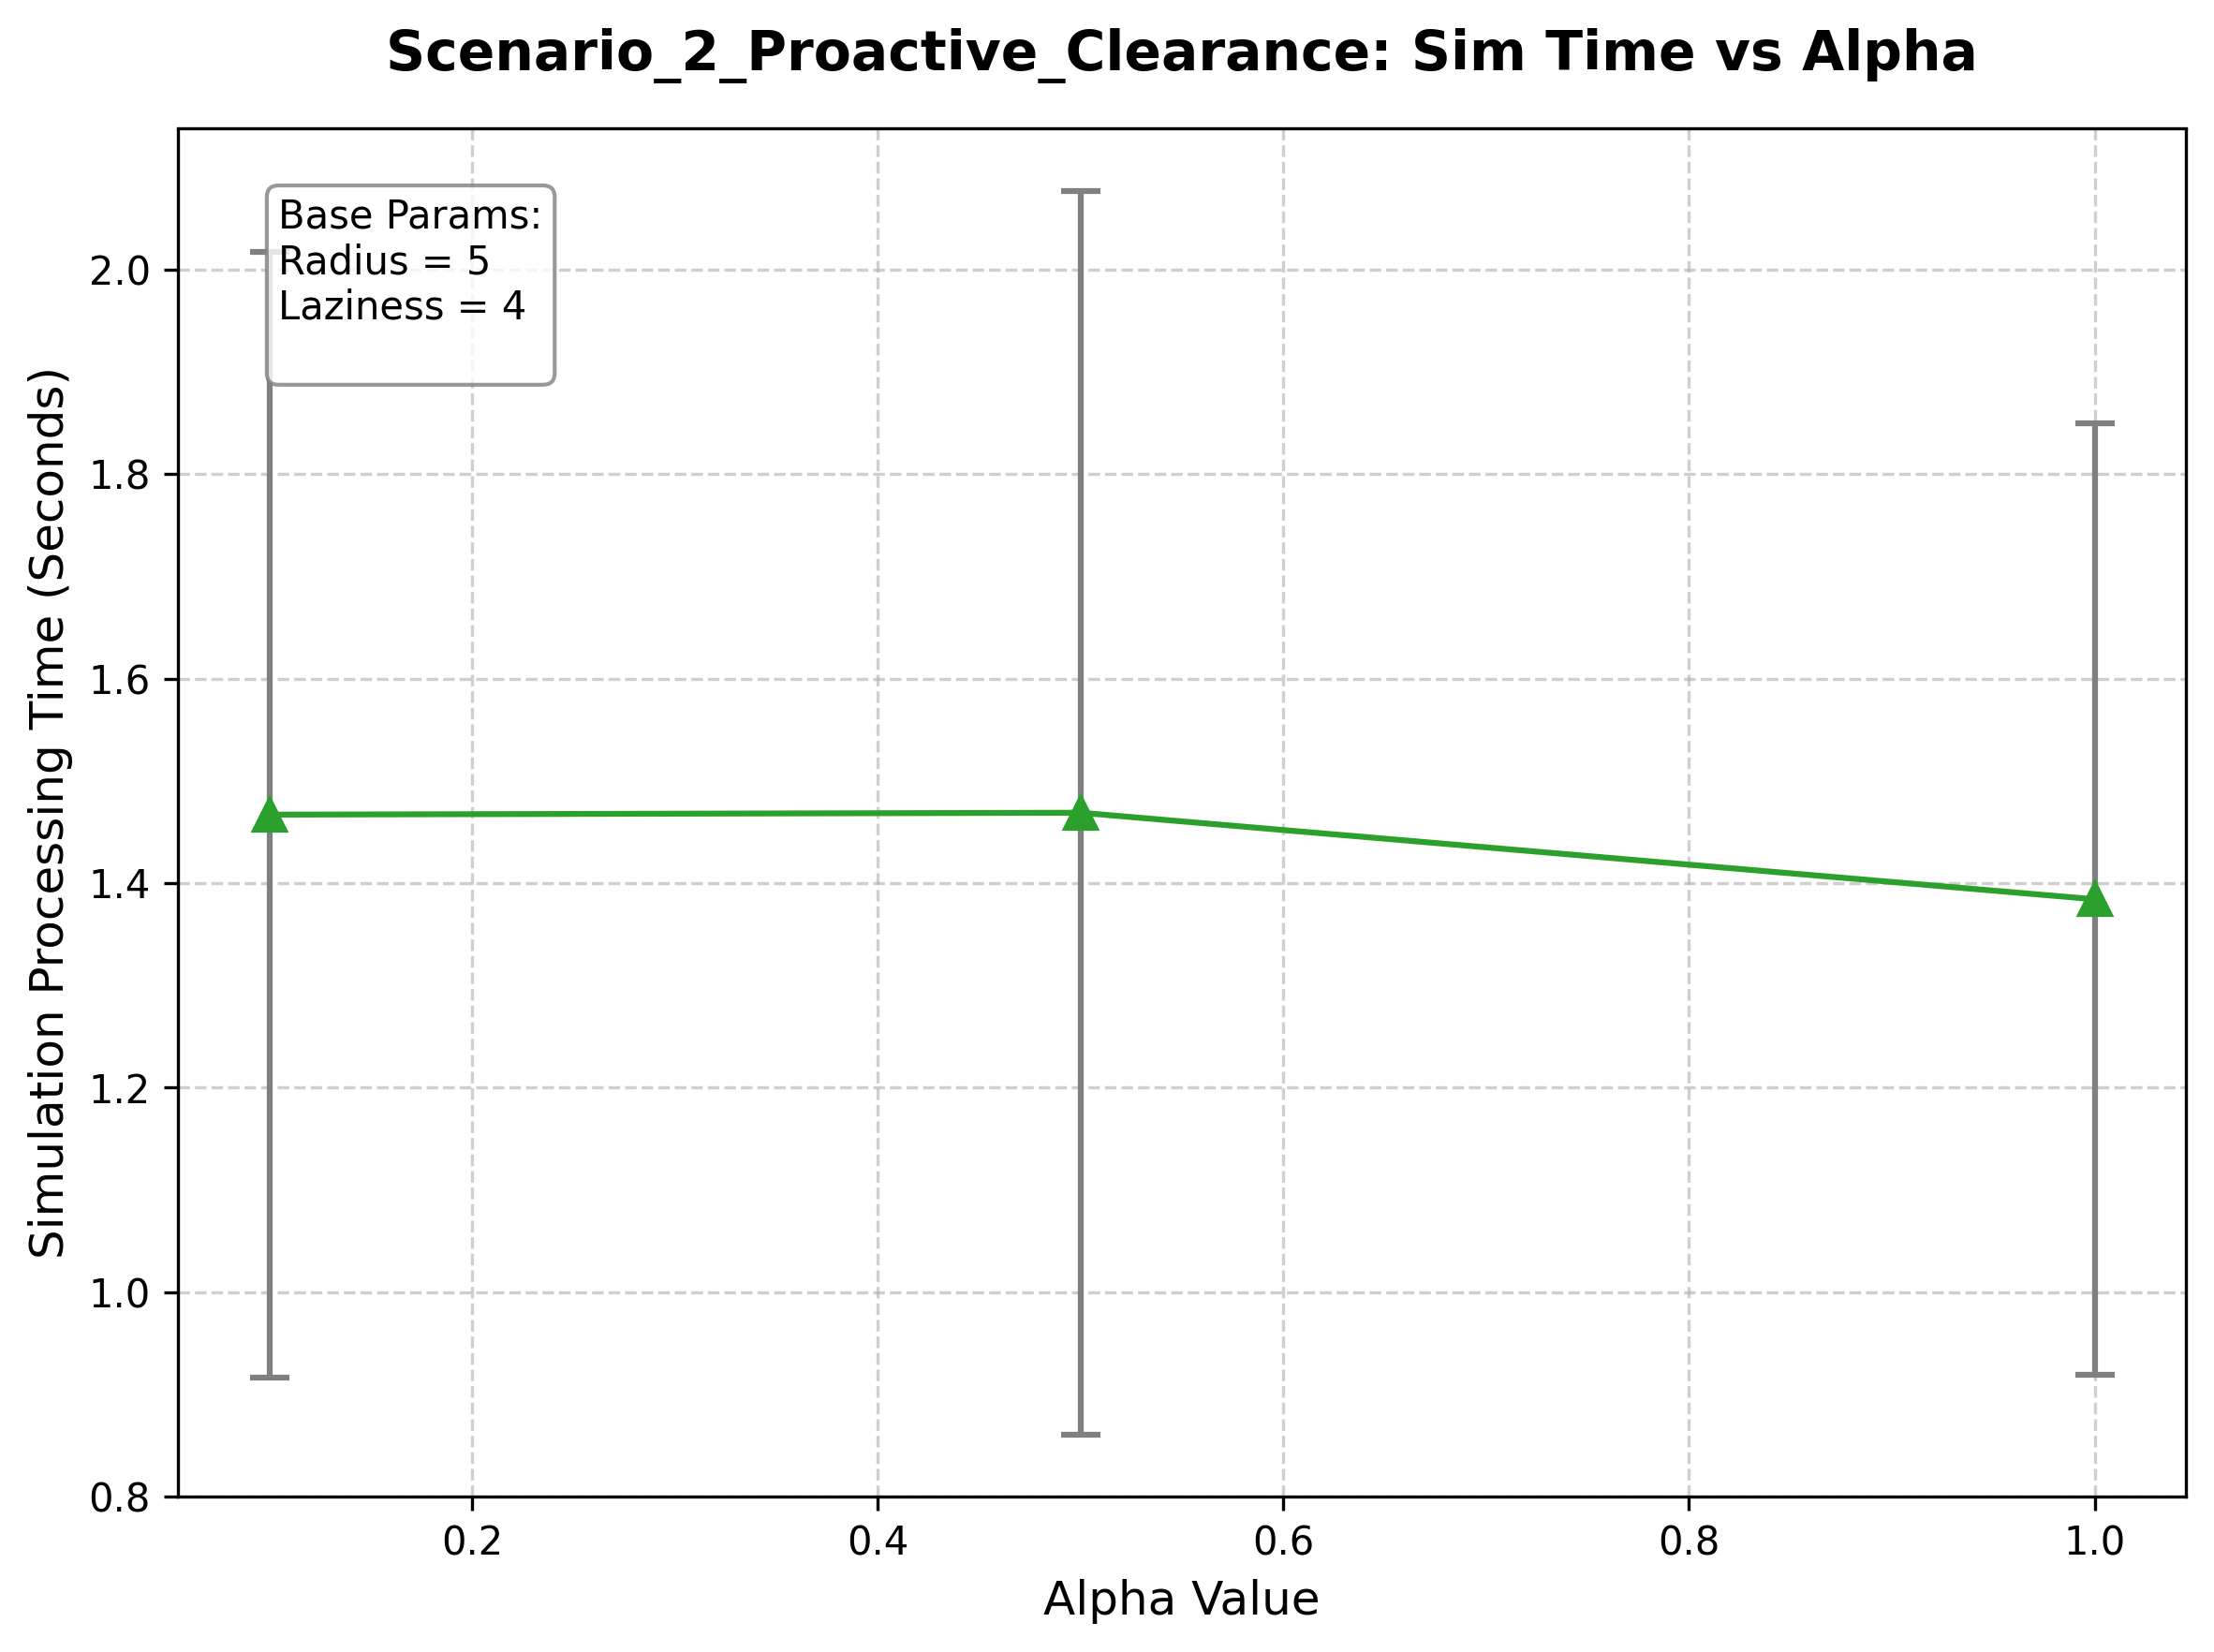 Scenario_2_Proactive_Clearance: Sim Time vs Alpha
Base Params:
Radius = 5
Laziness = 4
Simulation Processing Time (Seconds)
2.0
1.8
1.6
1.4
1.2
1.0
0.8
0.2 0.4 0.6 0.8 1.0
Alpha Value